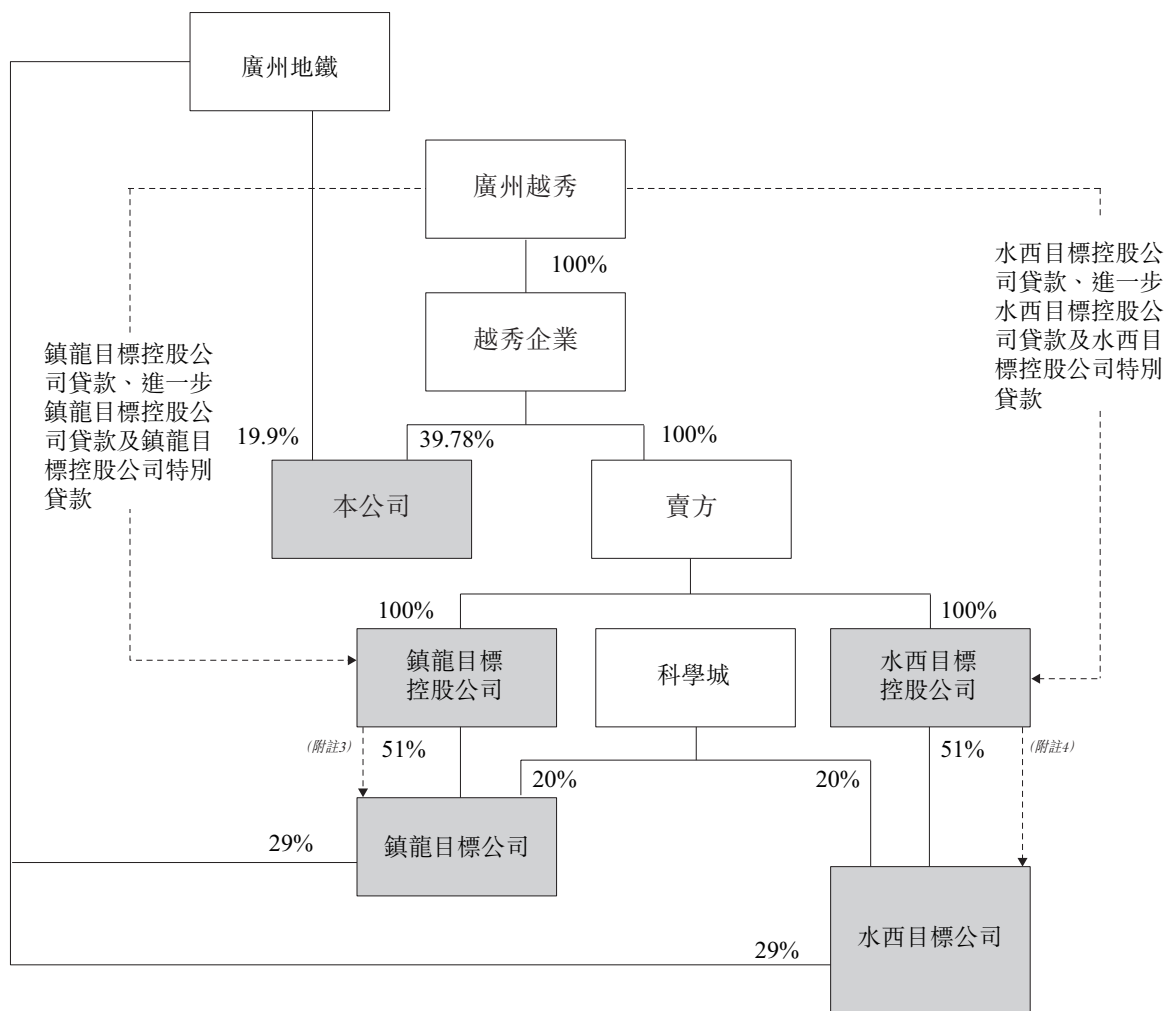 廣州地鐵
廣州越秀
100%
越秀企業
水西目標控股公
司貸款、進一步
水西目標控股公
司貸款及水西目
標控股公司特別
貸款
鎮龍目標控股公
司貸款、進一步
鎮龍目標控股公
司貸款及鎮龍目
標控股公司特別
貸款
19.9%
39.78%
100%
本公司
賣方
100%
100%
鎮龍目標
控股公司
科學城
水西目標
控股公司
(附註3)
51%
51%
(附註4)
20%
20%
29%
鎮龍目標公司
水西目標公司
29%